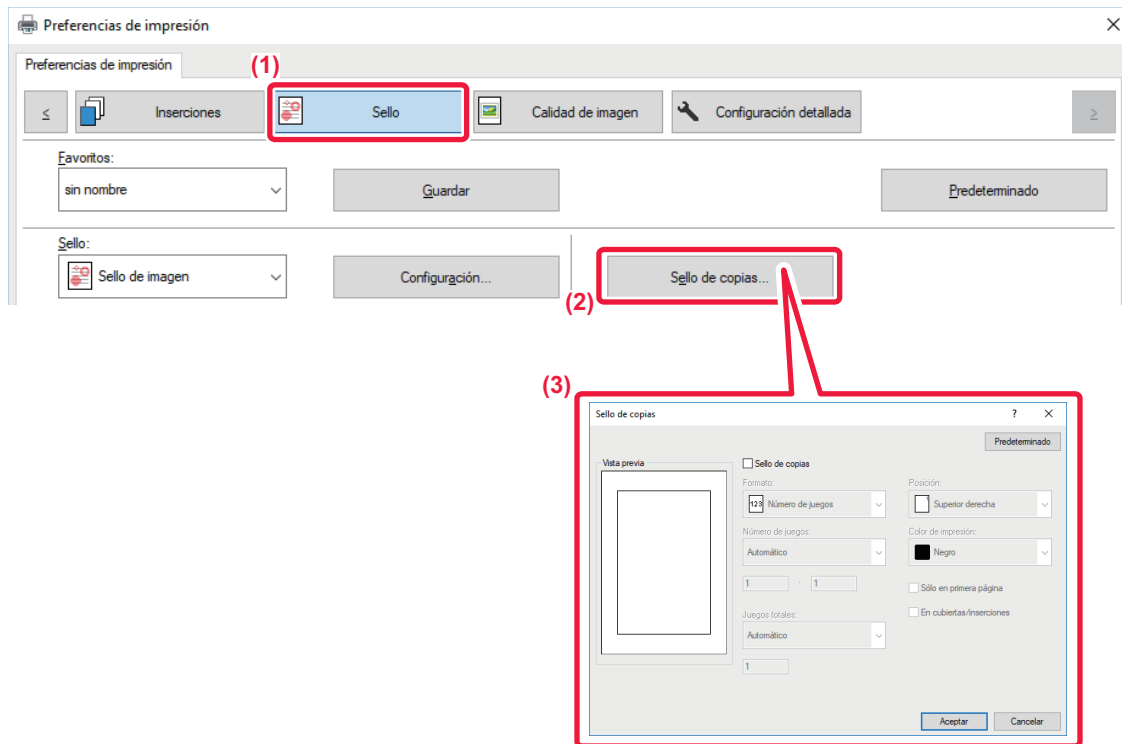 Preferencias de impresión
Preferencias de impresión
(1)
< Inserciones Sello Calidad de imagen Configuración detallada >
Favoritos:
sin nombre Guardar Predeterminado
Sello:
Sello de imagen Configuración... Sello de copias...
(2)
(3)
Sello de copias ?
Predeterminado
Vista previa
Sello de copias
Formato: Posición:
123 Número de juegos Superior derecha
Número de juegos: Color de impresión:
Automático Negro
1 - 1 Sólo en primera página
En cubiertas/inserciones
Juegos totales:
Automático
1
Aceptar Cancelar